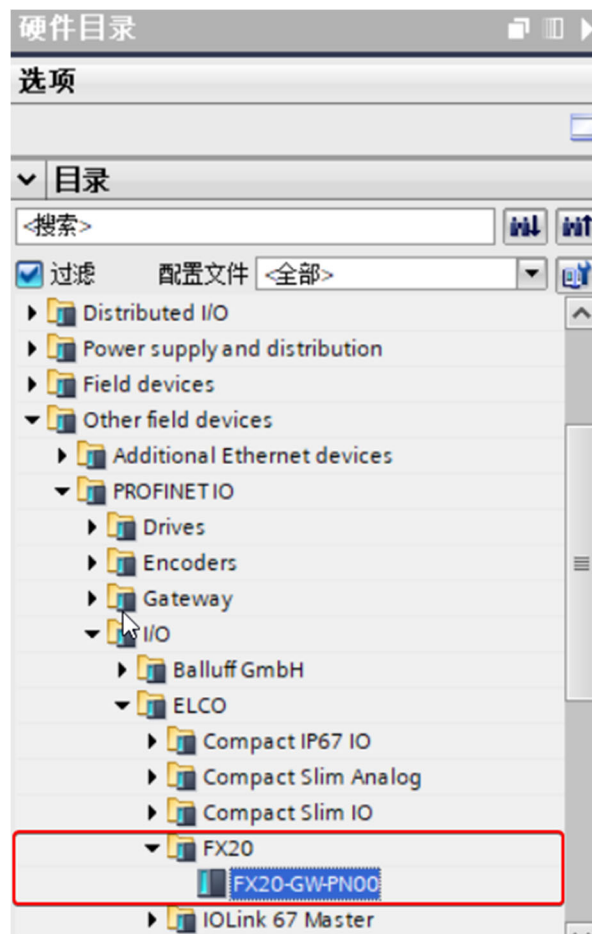 硬件目录
选项
目录
<搜索>
过滤 配置文件 <全部>
Distributed I/O
Power supply and distribution
Field devices
Other field devices
Additional Ethernet devices
PROFINET IO
Drives
Encoders
Gateway
I/O
Balluff GmbH
ELCO
Compact IP67 IO
Compact Slim Analog
Compact Slim IO
FX20
FX20-GW-PN00
IOLink 67 Master